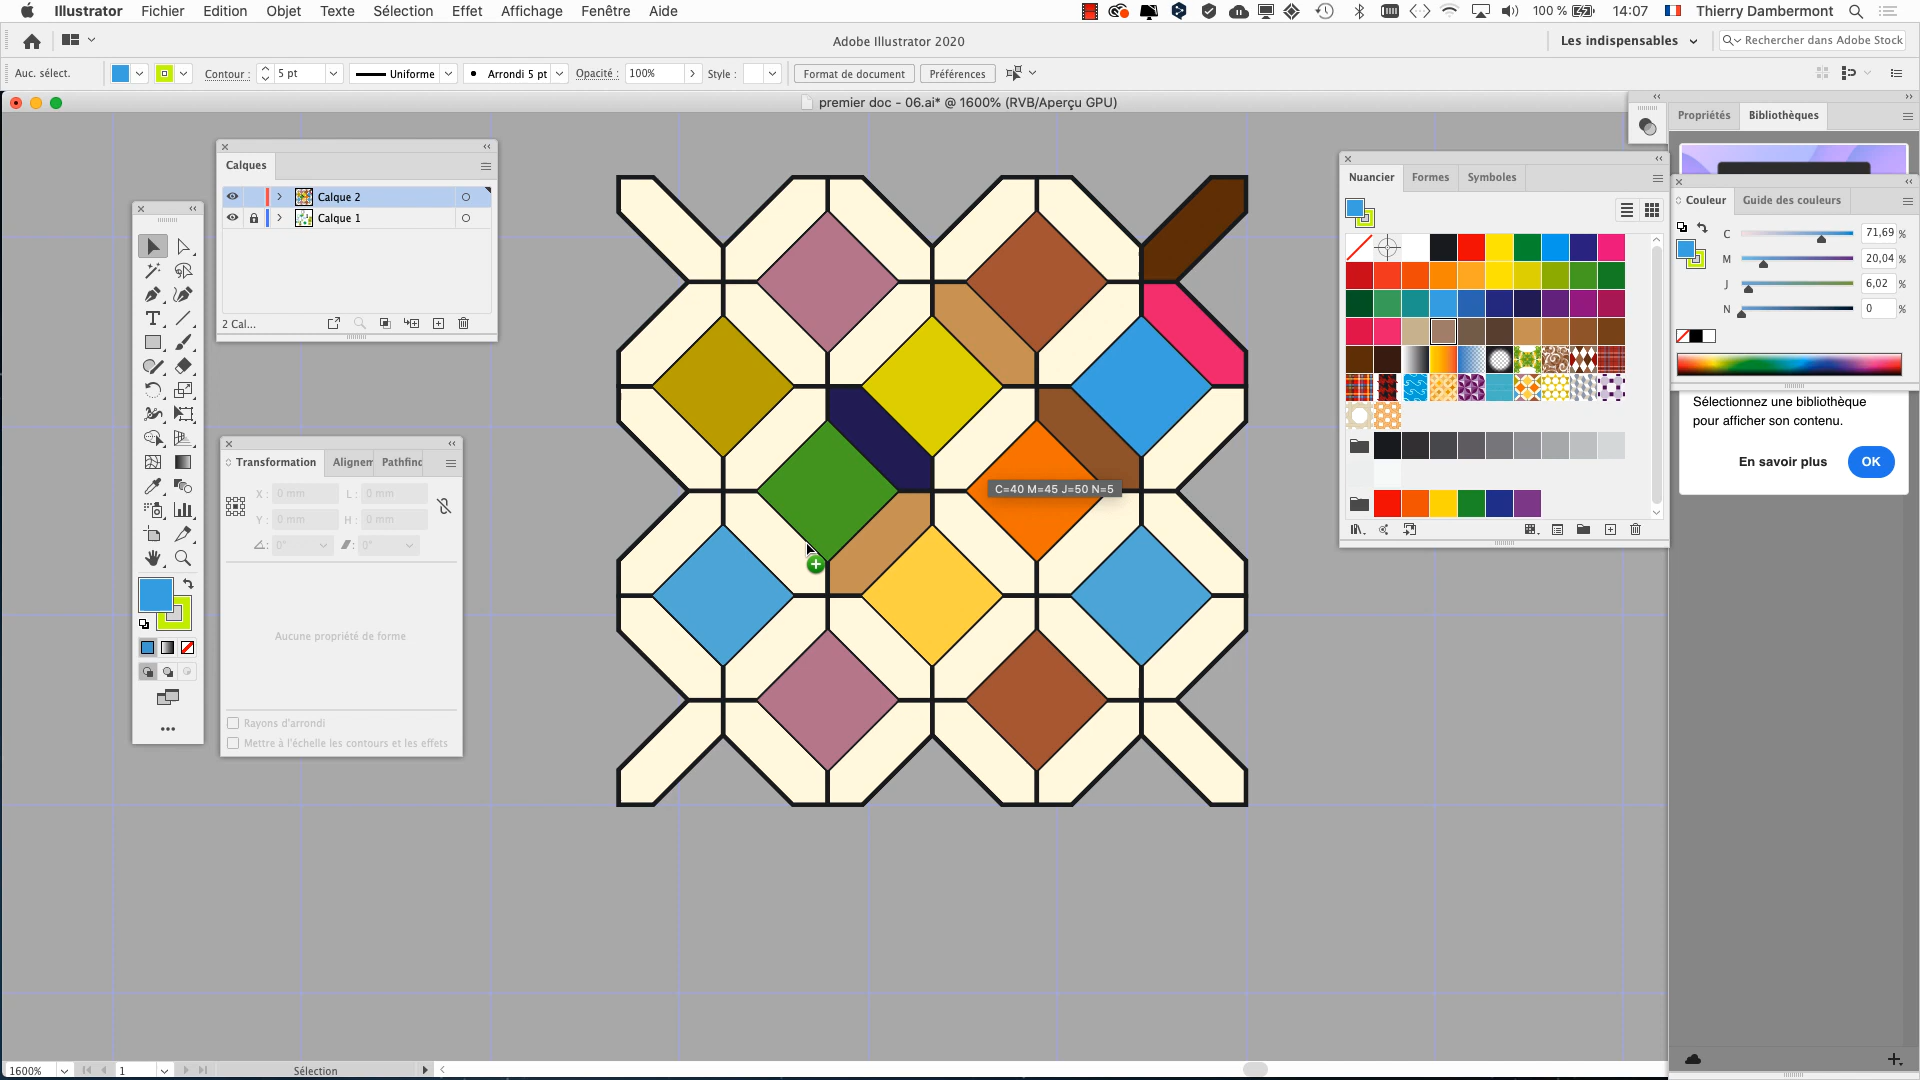 Illustrator Fichier Edition Objet Texte Sélection Effet Affichage Fenêtre Aide
100 % 14:07 Thierry Dambermont
Adobe Illustrator 2020
Les indispensables
Rechercher dans Adobe Stock
Auc. sélect.
Contour : 5 pt
Uniforme
Arrondi 5 pt
Opacité : 100%
Style :
Format de document
Préférences
premier doc - 06.ai* @ 1600% (RVB/Aperçu GPU)
Propriétés
Bibliothèques
Calques
Calque 2
Calque 1
2 Cal...
Nuancier
Formes
Symboles
Couleur
Guide des couleurs
C 71,69 %
M 20,04 %
J 6,02 %
N 0 %
Sélectionnez une bibliothèque
pour afficher son contenu.
En savoir plus
OK
Transformation
Alignem
Pathfinc
X : 0 mm
L : 0 mm
Y : 0 mm
H : 0 mm
0°
0°
Aucune propriété de forme
Rayons d'arrondi
Mettre à l'échelle les contours et les effets
C=40 M=45 J=50 N=5
1600%
1
Sélection